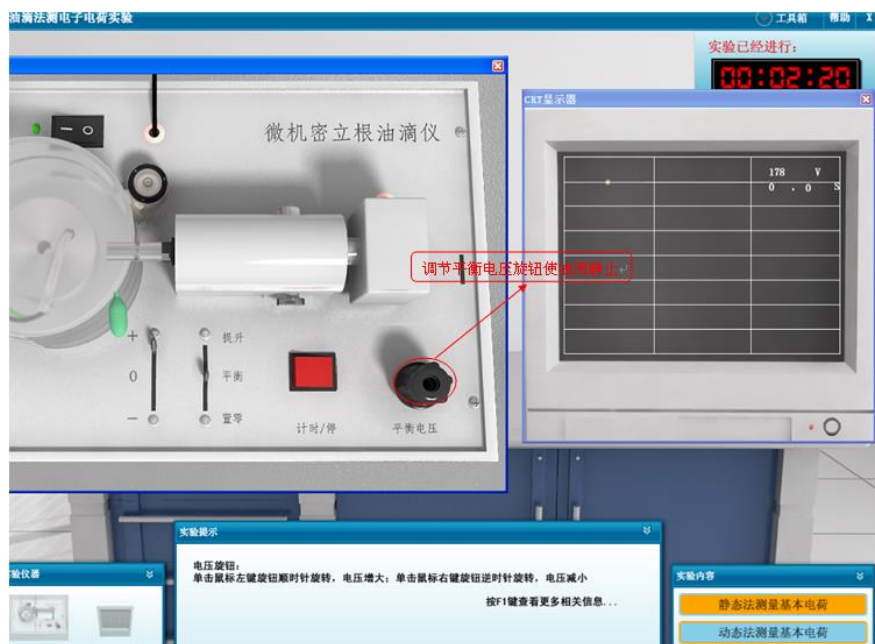 油滴法测电子电荷实验
工具箱 帮助 X
实验已经进行:
00:02:20
CRT显示器
微机密立根油滴仪
178 V
0 . 0 S
调节平衡电压旋钮使油滴静止
+ 提升
0 平衡
- 置零
计时/停
平衡电压
实验提示
电压旋钮:
单击鼠标左键旋钮顺时针旋转，电压增大；单击鼠标右键旋钮逆时针旋转，电压减小
按F1键查看更多相关信息...
验仪器
实验内容
静态法测量基本电荷
动态法测量基本电荷